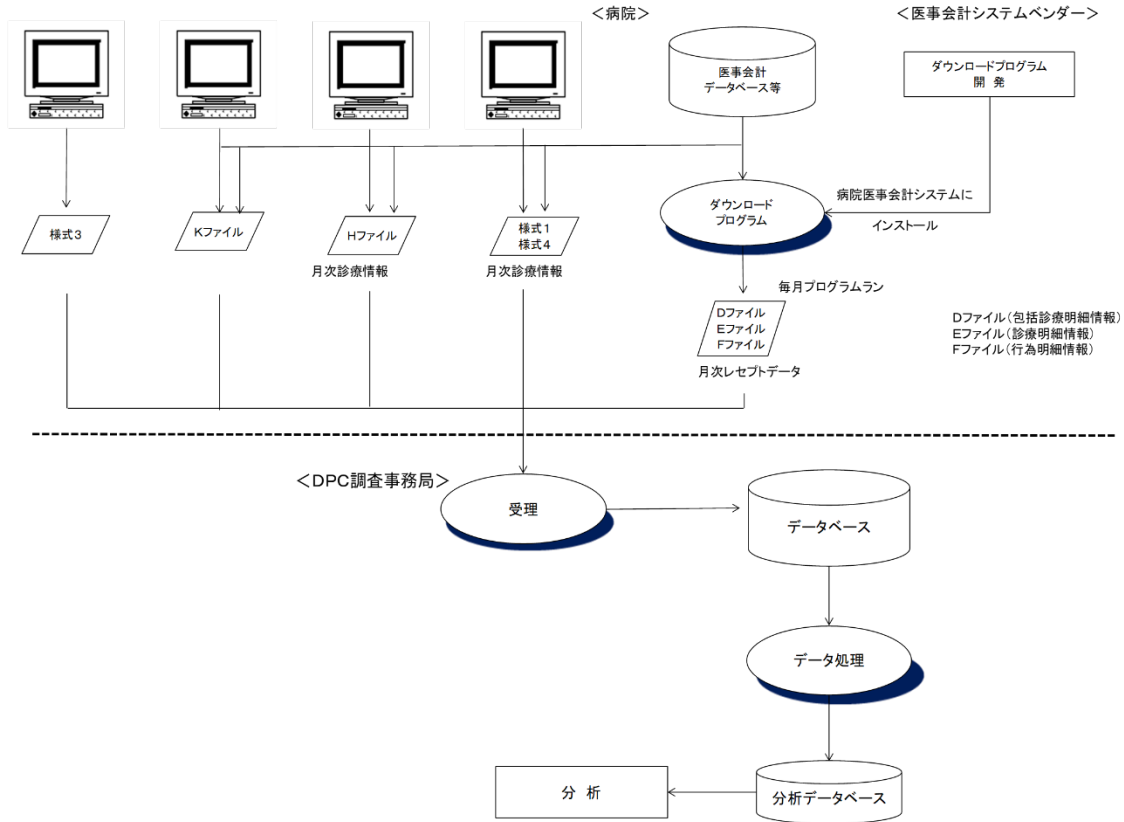 ＜病院＞
＜医事会計システムベンダー＞
医事会計
データベース等
ダウンロードプログラム
開　発
病院医事会計システムに
インストール
ダウンロード
プログラム
様式3
Kファイル
Hファイル
様式1
様式4
月次診療情報
月次診療情報
毎月プログラムラン
Dファイル
Eファイル
Fファイル
月次レセプトデータ
Dファイル（包括診療明細情報）
Eファイル（診療明細情報）
Fファイル（行為明細情報）
＜DPC調査事務局＞
受理
データベース
データ処理
分　析
分析データベース